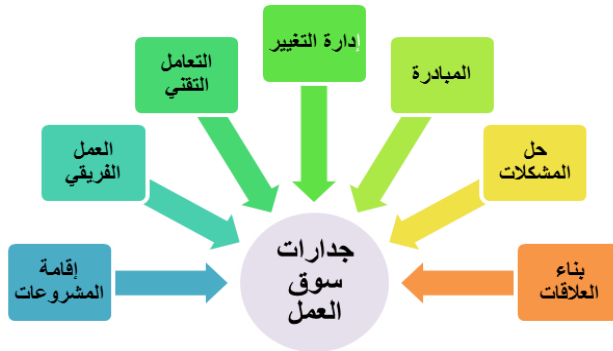 إدارة التغيير
المبادرة
التعامل
التقني
حل
المشكلات
العمل
الفريقي
بناء
العلاقات
إقامة
المشروعات
جدارات
سوق
العمل